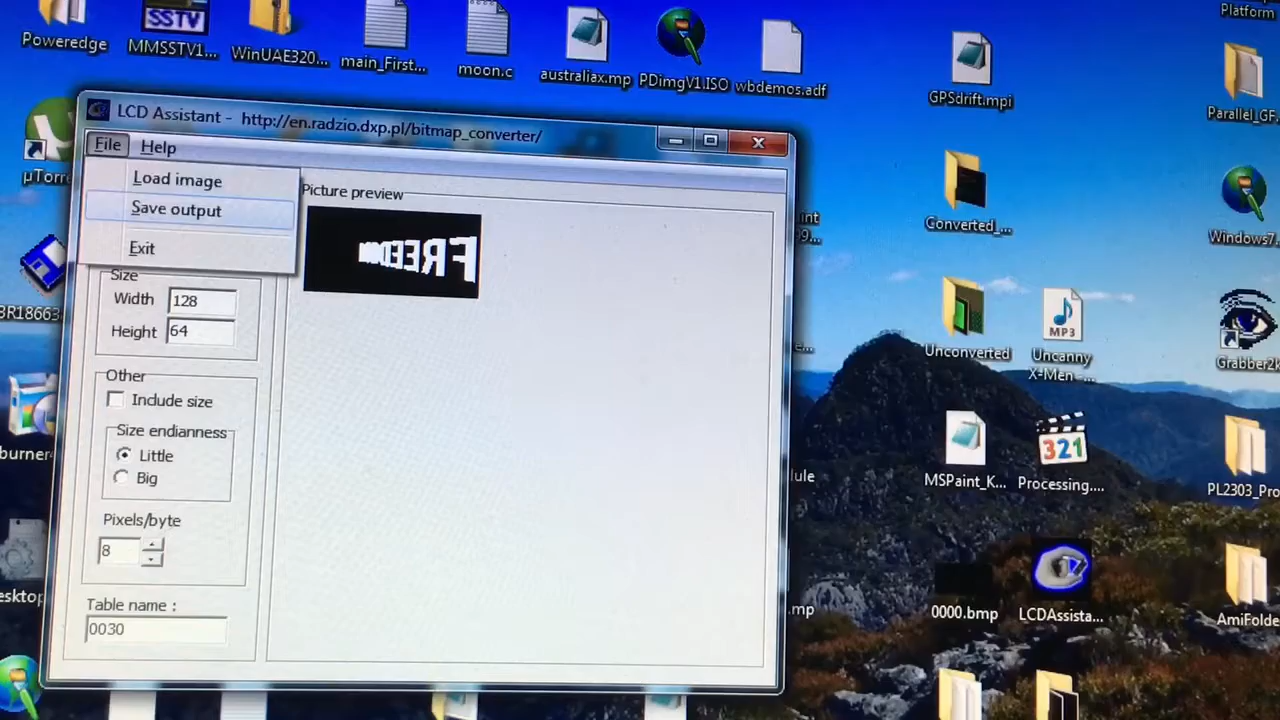 Poweredge
MMSSTV1...
WinUAE320...
main_First...
moon.c
australiax.mp
PDimgV1.ISO
wbdemos.adf
Platform
SSTV
GPSdrift.mpi
Parallel_GF.
LCD Assistant - http://en.radzio.dxp.pl/bitmap_converter/
File
Help
Load image
Save output
Exit
Picture preview
FREEDOM
Size
Width
128
Height
64
Other
Include size
Size endianness
Little
Big
Pixels/byte
8
Table name :
0030
µTorre
Converted_...
Windows7.
Unconverted
MP3
Uncanny
X-Men -...
Grabber2k
MSPaint_K...
321
Processing....
PL2303_Pro
burner
esktop
0000.bmp
LCDAssista...
AmiFolde
.mp